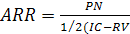 ARR = PN
1/2(IC-RV